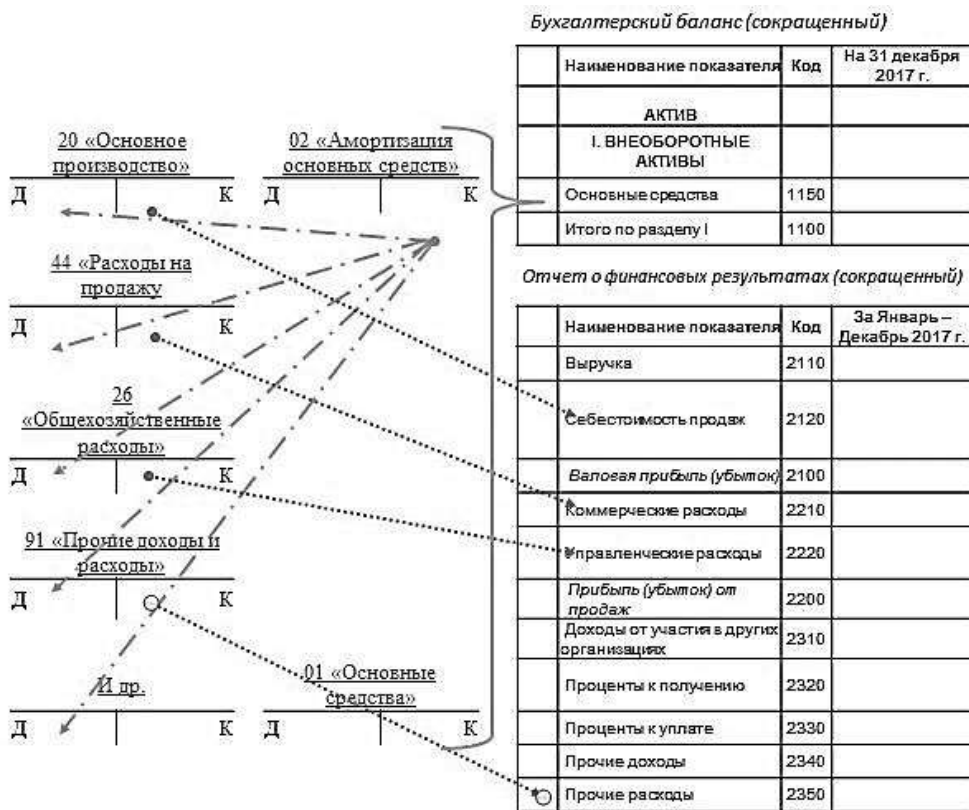 Бухгалтерский баланс (сокращенный)
Наименование показателя Код На 31 декабря
2017 г.
АКТИВ
I. ВНЕОБОРОТНЫЕ
АКТИВЫ
Основные средства 1150
Итого по разделу I 1100
20 «Основное
производство»
Д К
02 «Амортизация
основных средств»
Д К
44 «Расходы на
продажу
Д К
26
«Общехозяйственные
расходы»
Д К
91 «Прочие доходы и
расходы»
Д К
И др.
Д К
01 «Основные
средства»
Д К
Отчет о финансовых результатах (сокращенный)
Наименование показателя Код За Январь –
Декабрь 2017 г.
Выручка 2110
Себестоимость продаж 2120
Валовая прибыль (убыток) 2100
Коммерческие расходы 2210
Управленческие расходы 2220
Прибыль (убыток) от
продаж 2200
Доходы от участия в других
организациях 2310
Проценты к получению 2320
Проценты к уплате 2330
Прочие доходы 2340
Прочие расходы 2350